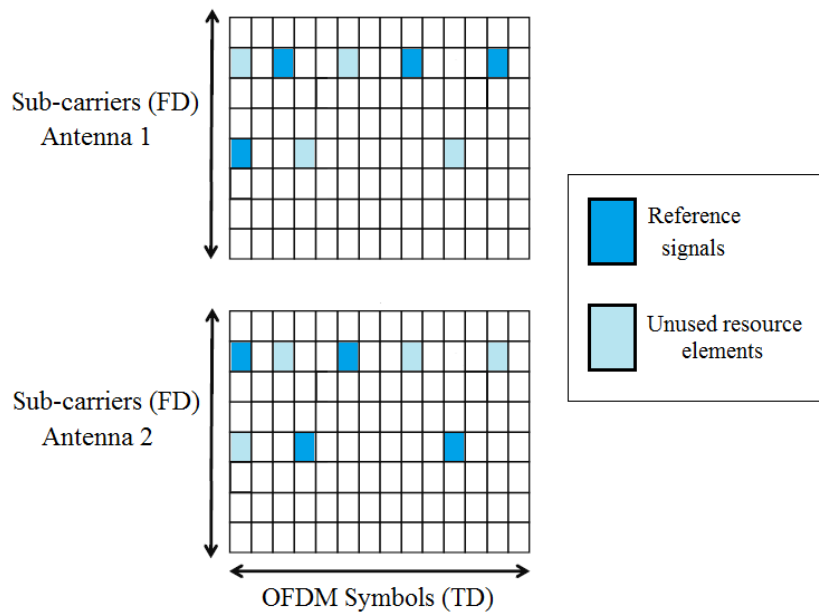 Sub-carriers (FD)
Antenna 1
Reference
signals
Unused resource
elements
Sub-carriers (FD)
Antenna 2
OFDM Symbols (TD)